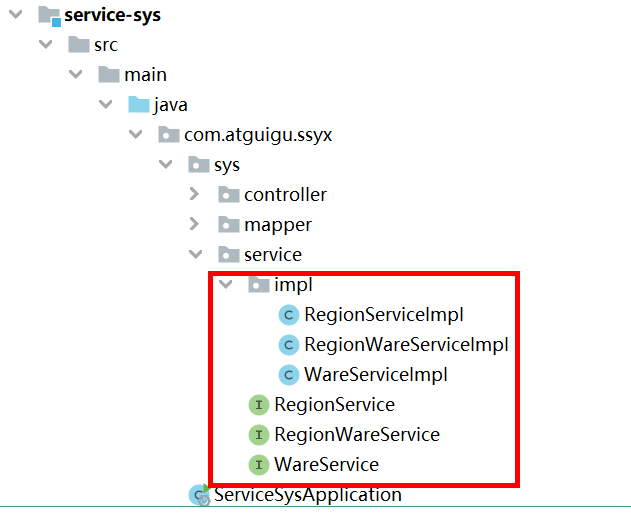 service-sys
src
main
java
com.atguigu.ssyx
sys
controller
mapper
service
impl
C RegionServiceImpl
C RegionWareServiceImpl
C WareServiceImpl
I RegionService
I RegionWareService
I WareService
C ServiceSysApplication